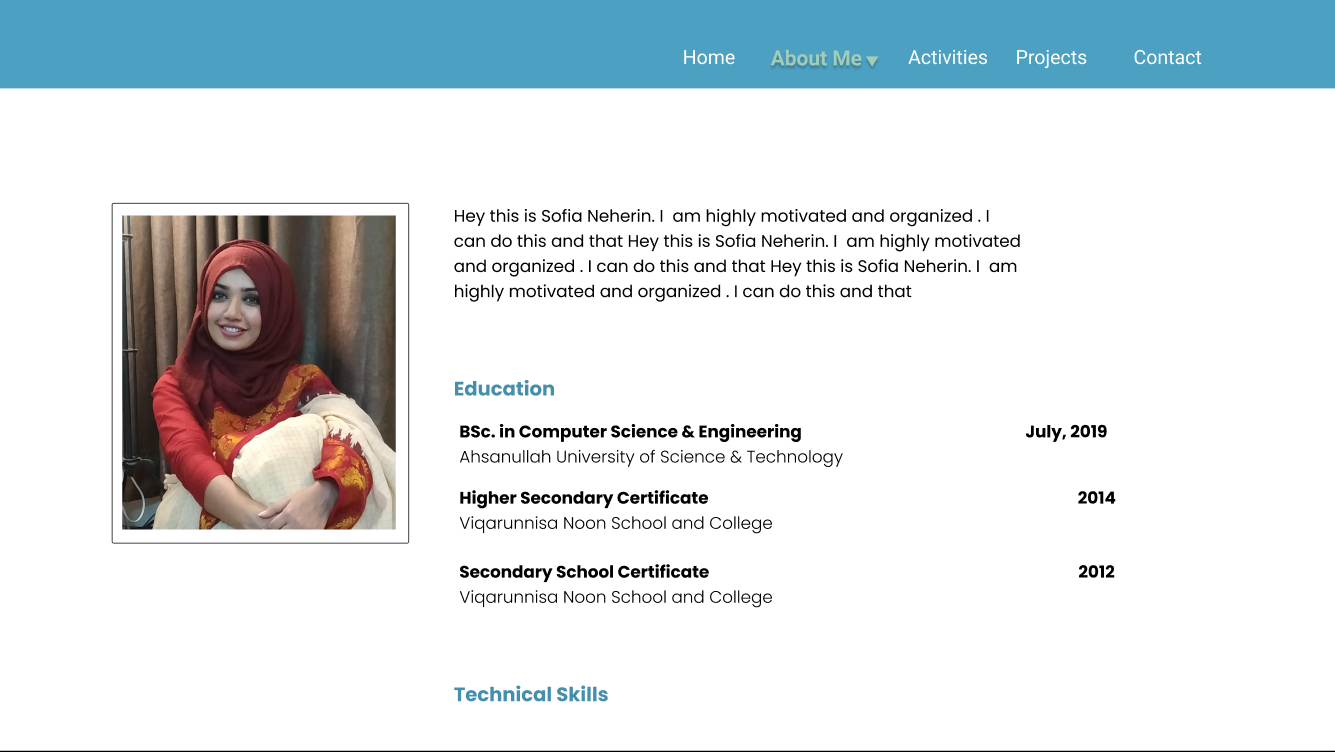 Home About Me Activities Projects Contact
Hey this is Sofia Neherin. I  am highly motivated and organized . I
can do this and that Hey this is Sofia Neherin. I  am highly motivated
and organized . I can do this and that Hey this is Sofia Neherin. I  am
highly motivated and organized . I can do this and that
Education
BSc. in Computer Science & Engineering July, 2019
Ahsanullah University of Science & Technology
Higher Secondary Certificate 2014
Viqarunnisa Noon School and College
Secondary School Certificate 2012
Viqarunnisa Noon School and College
Technical Skills